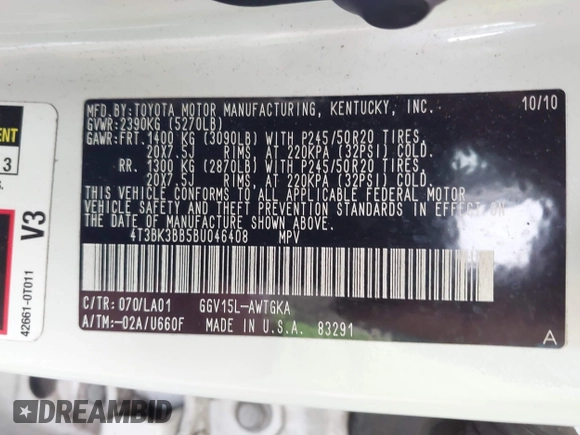 MFD.BY:TOYOTA MOTOR MANUFACTURING, KENTUCKY, INC. 10/10
GVWR:2390KG (5270LB)
GAWR:FRT.1400 KG (3090LB) WITH P245/50R20 TIRES,
20X7.5J RIMS, AT 220KPA (32PSI) COLD.
RR. 1300 KG (2870LB) WITH P245/50R20 TIRES,
20X7.5J RIMS, AT 220KPA (32PSI) COLD.
THIS VEHICLE CONFORMS TO ALL APPLICABLE FEDERAL MOTOR
VEHICLE SAFETY AND THEFT PREVENTION STANDARDS IN EFFECT ON
THE DATE OF MANUFACTURE SHOWN ABOVE.
4T3BK3BB5BU046408 MPV
C/TR: 070/LA01 GGV15L-AWTGKA
A/TM:-02A/U660F MADE IN U.S.A. 83291
A
V3
42661-0T011
DREAMBID